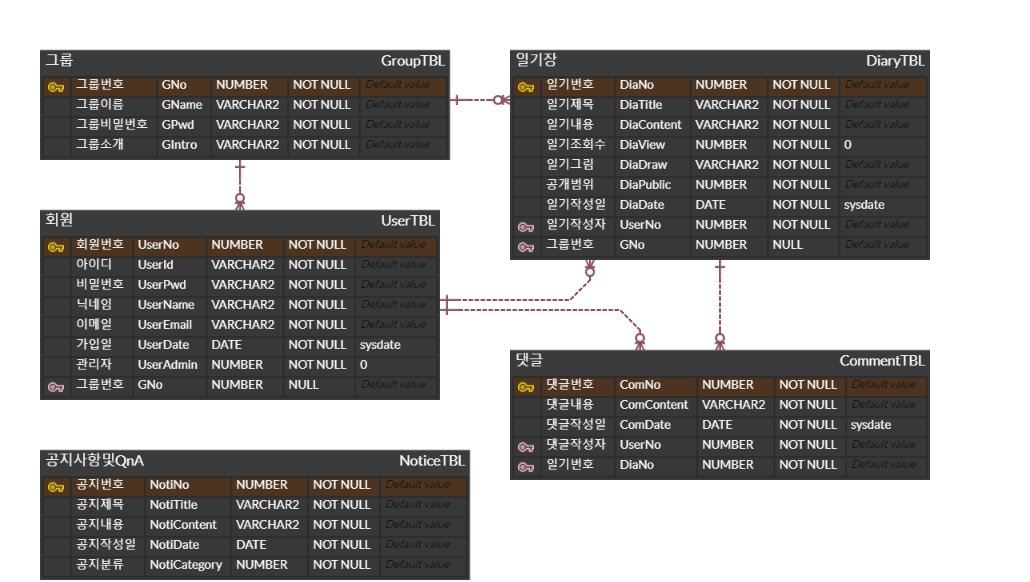 그룹 GroupTBL
그룹번호 GNo NUMBER NOT NULL Default value
그룹이름 GName VARCHAR2 NOT NULL Default value
그룹비밀번호 GPwd VARCHAR2 NOT NULL Default value
그룹소개 GIntro VARCHAR2 NOT NULL Default value
일기장 DiaryTBL
일기번호 DiaNo NUMBER NOT NULL Default value
일기제목 DiaTitle VARCHAR2 NOT NULL Default value
일기내용 DiaContent VARCHAR2 NOT NULL Default value
일기조회수 DiaView NUMBER NOT NULL 0
일기그림 DiaDraw VARCHAR2 NOT NULL Default value
공개범위 DiaPublic NUMBER NOT NULL Default value
일기작성일 DiaDate DATE NOT NULL sysdate
일기작성자 UserNo NUMBER NOT NULL Default value
그룹번호 GNo NUMBER NULL Default value
회원 UserTBL
회원번호 UserNo NUMBER NOT NULL Default value
아이디 UserId VARCHAR2 NOT NULL Default value
비밀번호 UserPwd VARCHAR2 NOT NULL Default value
닉네임 UserName VARCHAR2 NOT NULL Default value
이메일 UserEmail VARCHAR2 NOT NULL Default value
가입일 UserDate DATE NOT NULL sysdate
관리자 UserAdmin NUMBER NOT NULL 0
그룹번호 GNo NUMBER NULL Default value
댓글 CommentTBL
댓글번호 ComNo NUMBER NOT NULL Default value
댓글내용 ComContent VARCHAR2 NOT NULL Default value
댓글작성일 ComDate DATE NOT NULL sysdate
댓글작성자 UserNo NUMBER NOT NULL Default value
일기번호 DiaNo NUMBER NOT NULL Default value
공지사항및QnA NoticeTBL
공지번호 NotiNo NUMBER NOT NULL Default value
공지제목 NotiTitle VARCHAR2 NOT NULL Default value
공지내용 NotiContent VARCHAR2 NOT NULL Default value
공지작성일 NotiDate DATE NOT NULL Default value
공지분류 NotiCategory NUMBER NOT NULL Default value